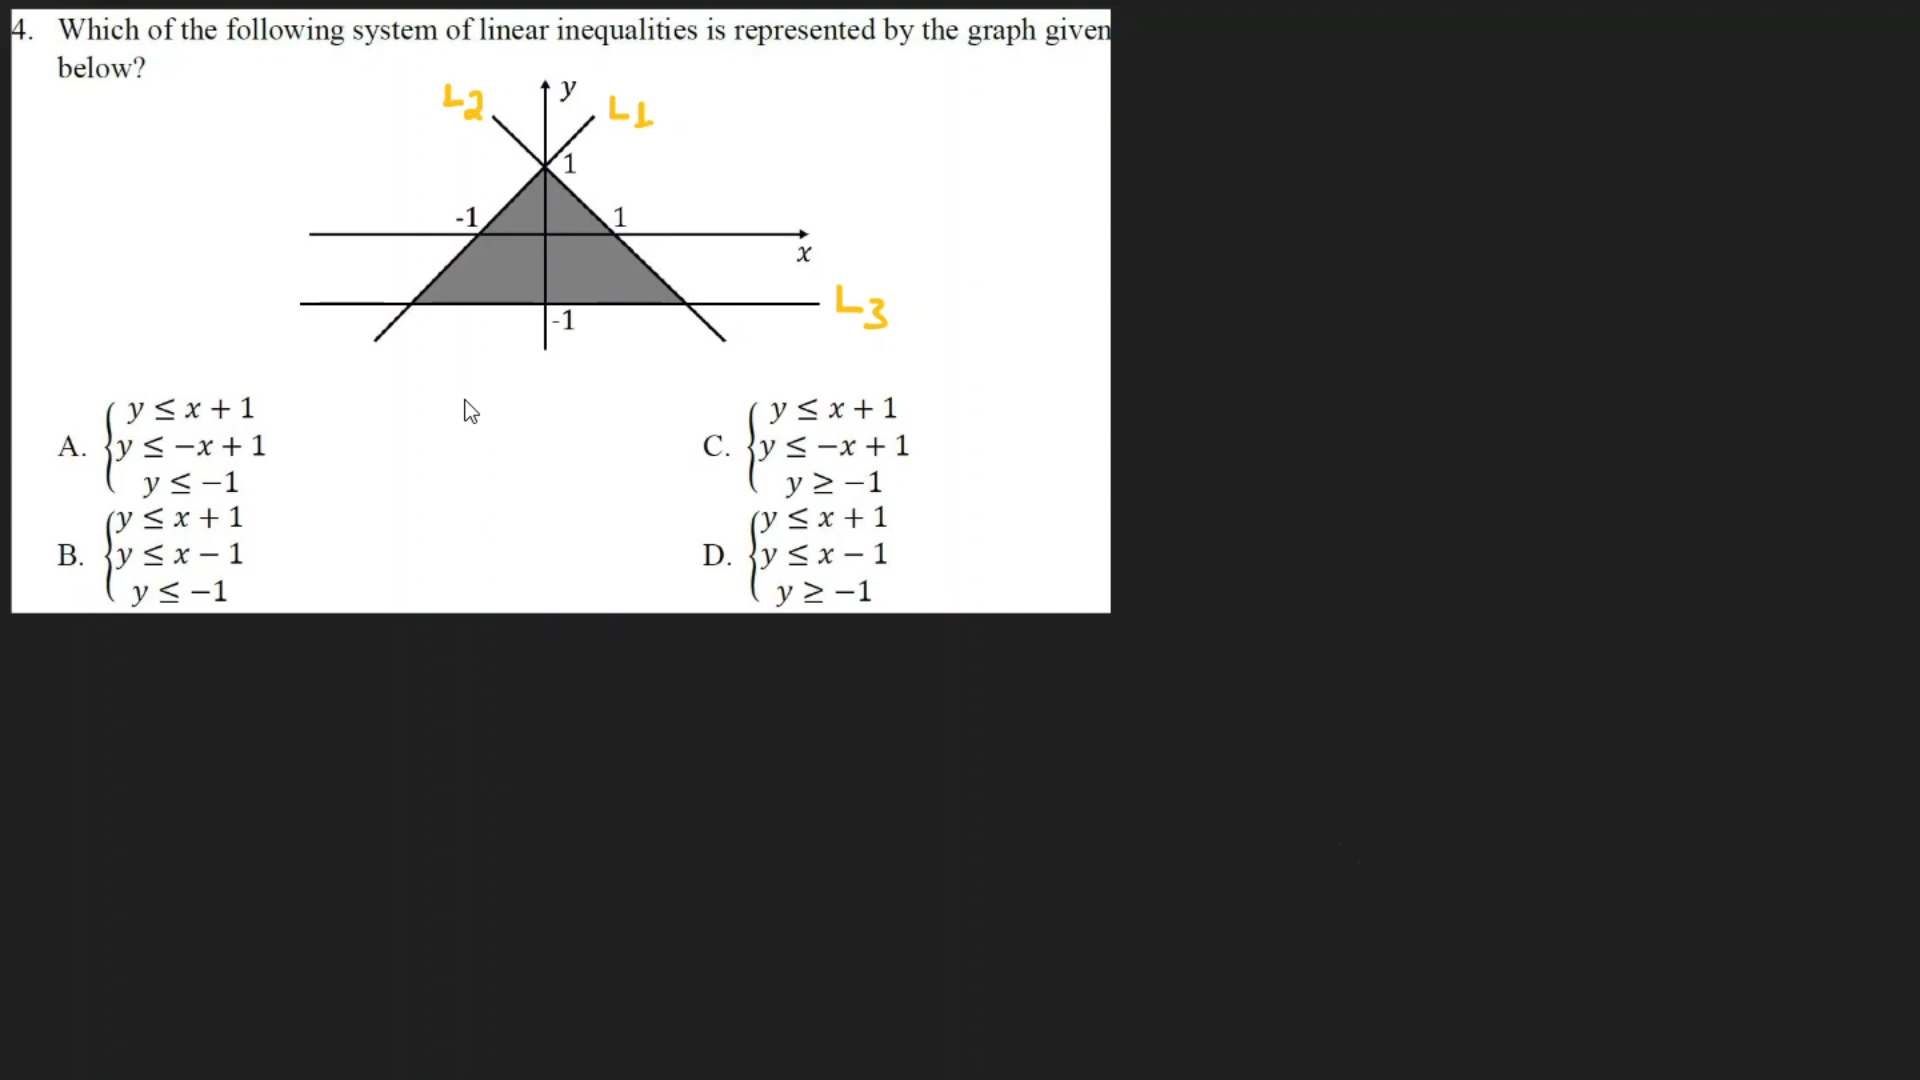 4. Which of the following system of linear inequalities is represented by the graph given
below?
L2
y
L1
1
-1
1
x
L3
-1
y ≤ x + 1
A. y ≤ −x + 1
y ≤ −1
y ≤ x + 1
B. y ≤ x − 1
y ≤ −1
y ≤ x + 1
C. y ≤ −x + 1
y ≥ −1
y ≤ x + 1
D. y ≤ x − 1
y ≥ −1